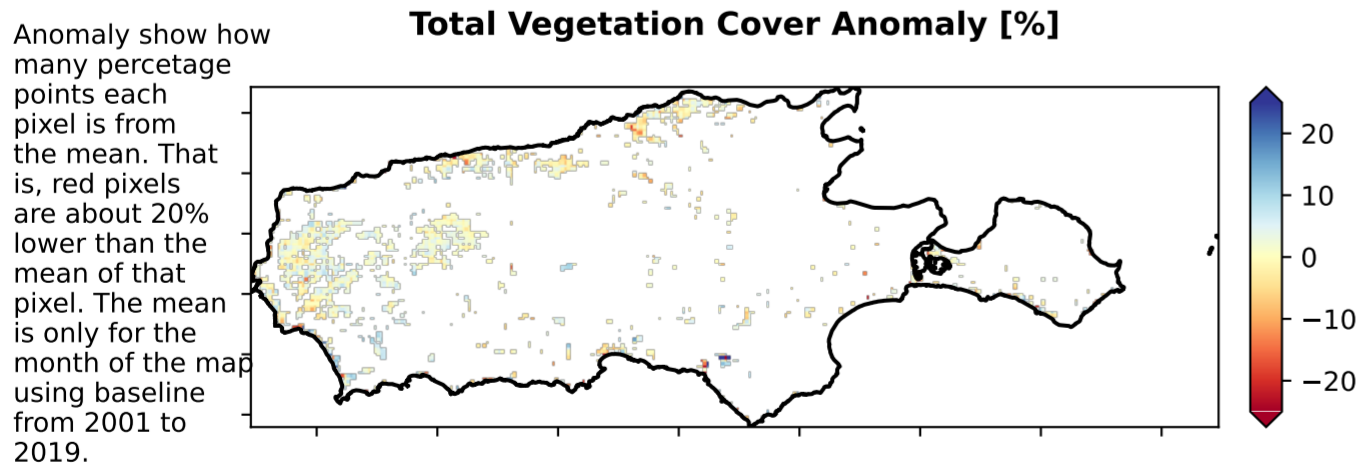 Total Vegetation Cover Anomaly [%]
Anomaly show how
many percetage
points each
pixel is from
the mean. That
is, red pixels
are about 20%
lower than the
mean of that
pixel. The mean
is only for the
month of the map
using baseline
from 2001 to
2019.
20
10
0
−10
−20